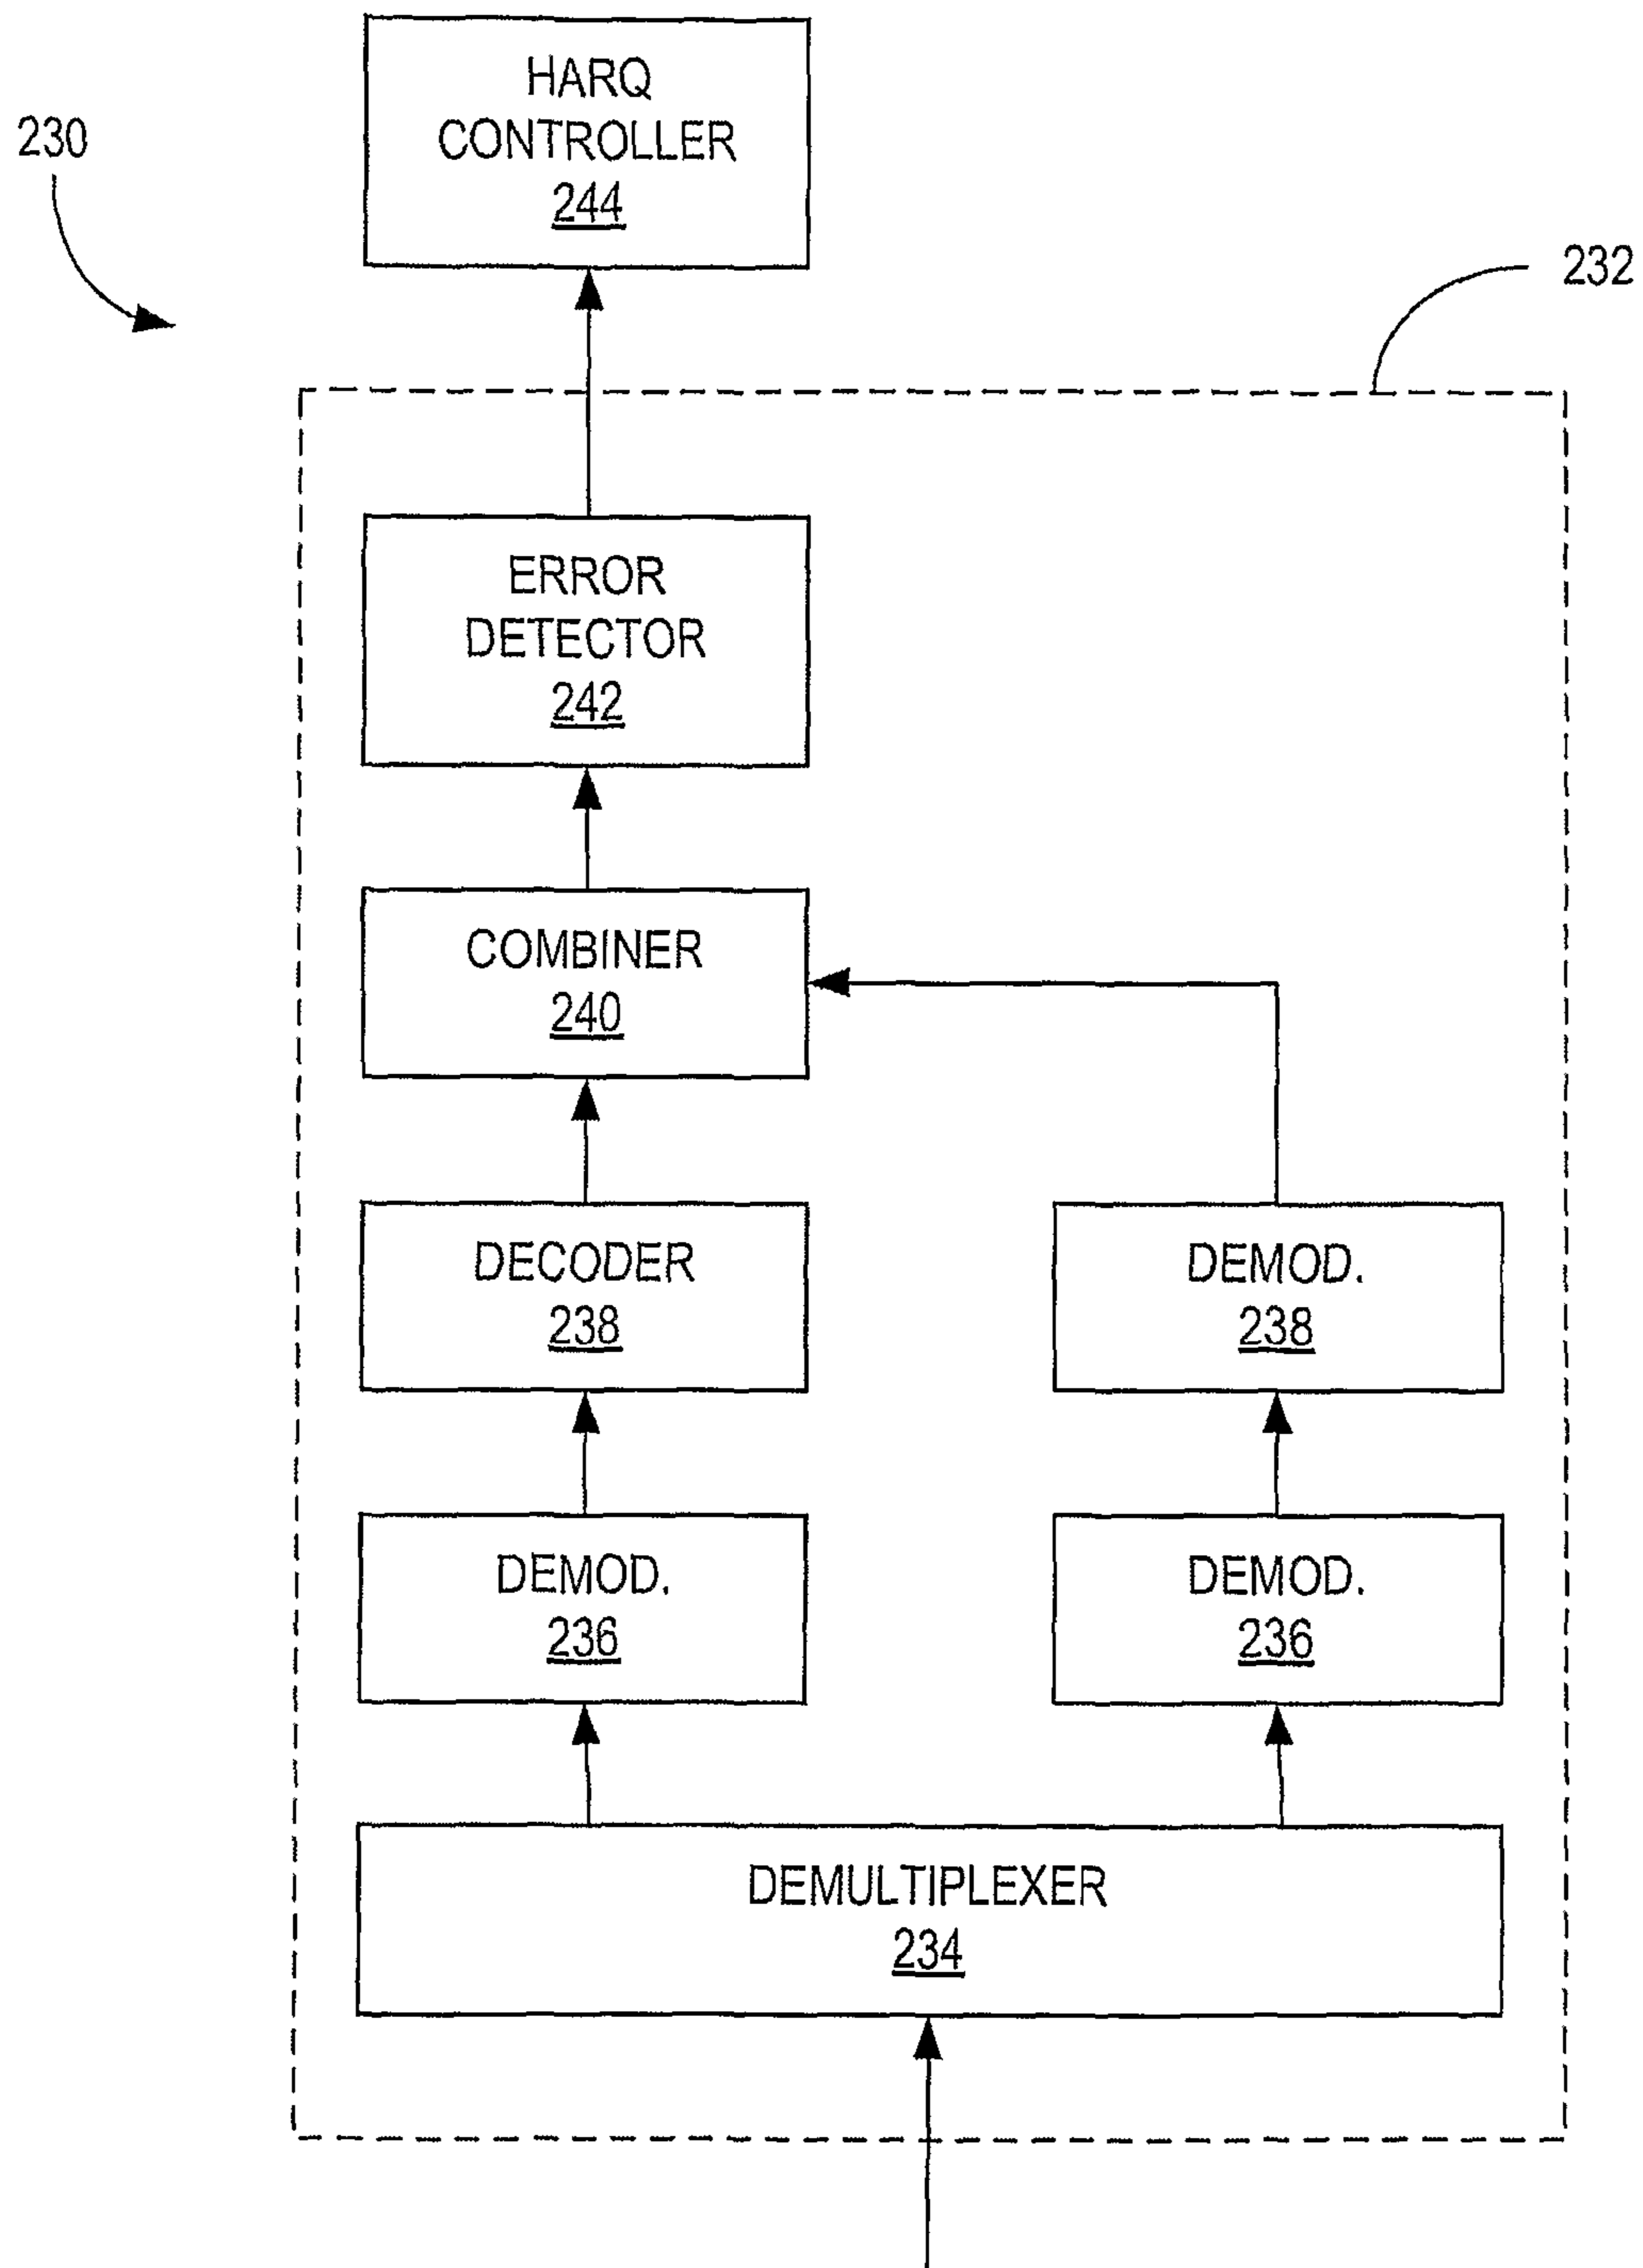 HARQ
CONTROLLER
244
230
232
ERROR
DETECTOR
242
COMBINER
240
DECODER
238
DEMOD.
238
DEMOD.
236
DEMOD.
236
DEMULTIPLEXER
234